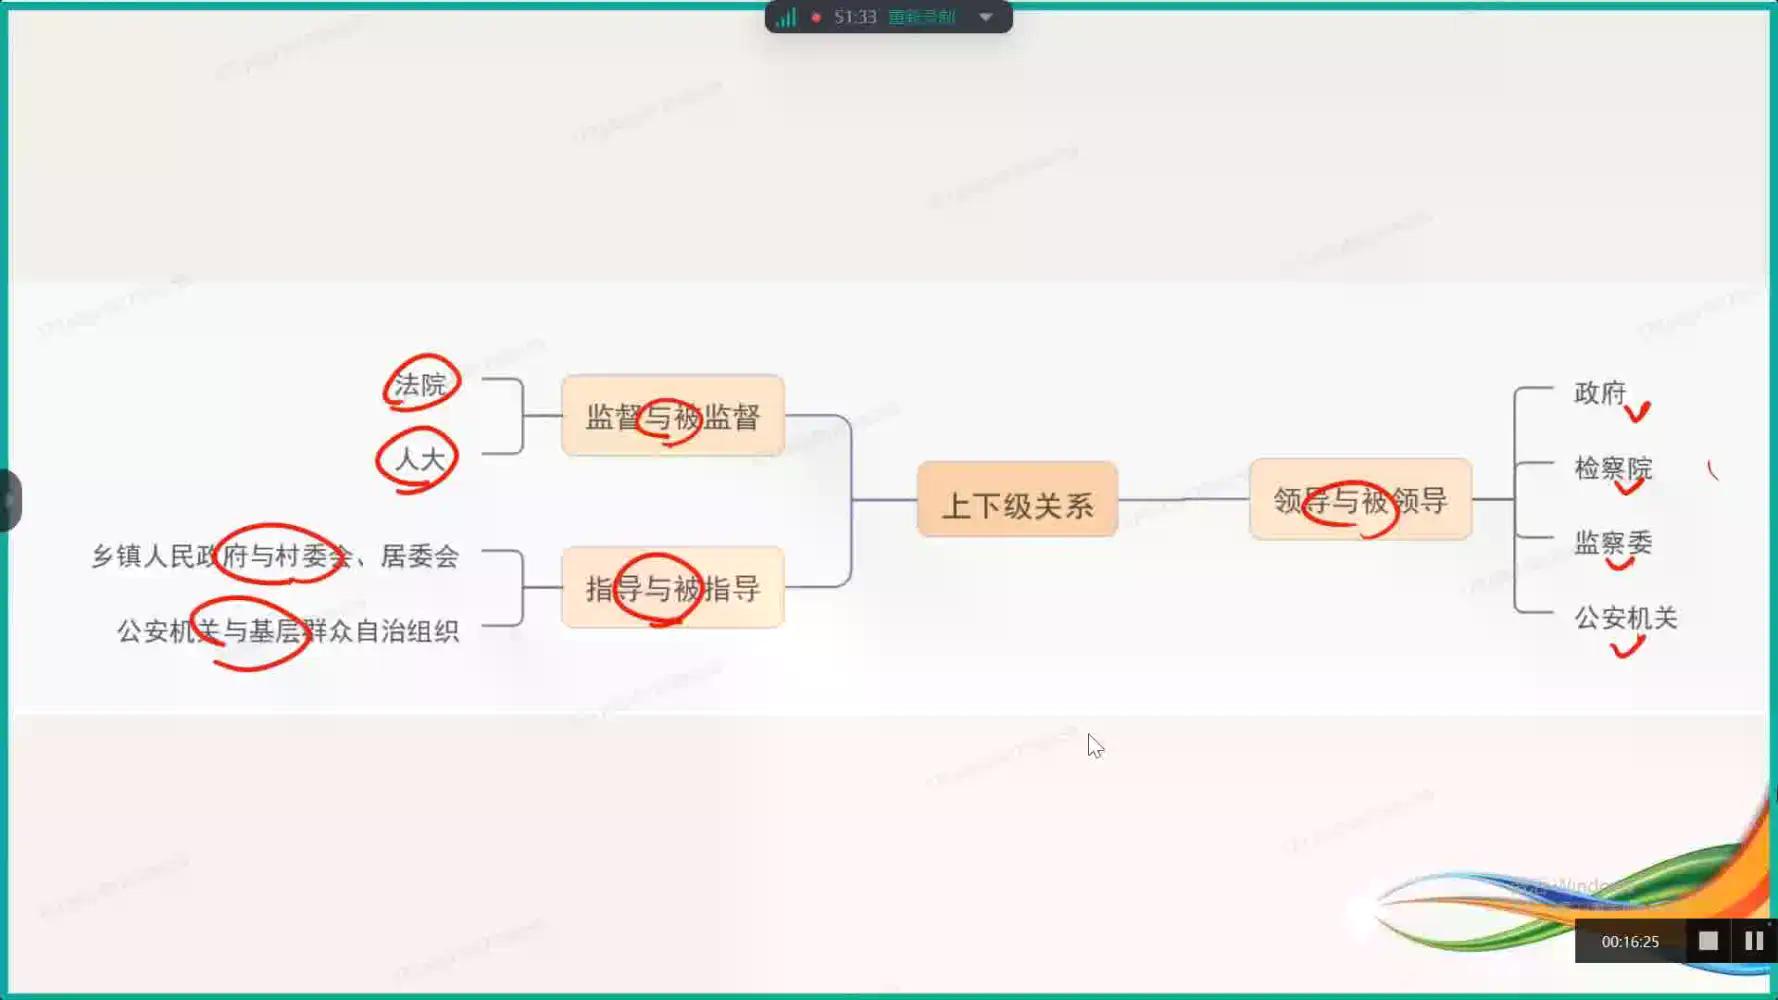 51:33
法院
监督与被监督
人大
政府
检察院
上下级关系
领导与被领导
监察委
乡镇人民政府与村委会、居委会
指导与被指导
公安机关与基层群众自治组织
公安机关
00:16:25